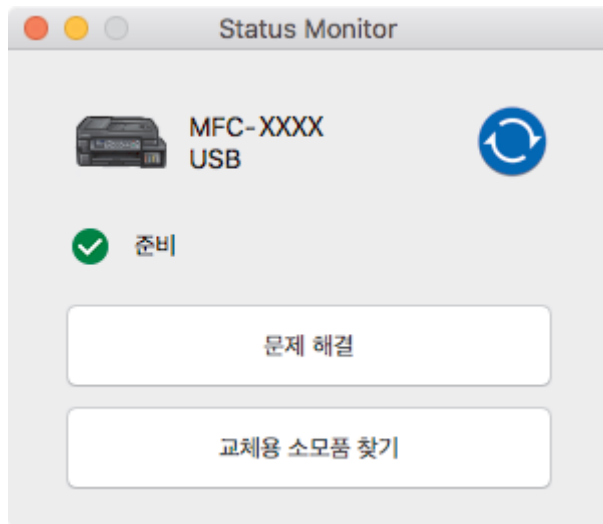 Status Monitor
MFC-XXXX
USB
준비
문제 해결
교체용 소모품 찾기